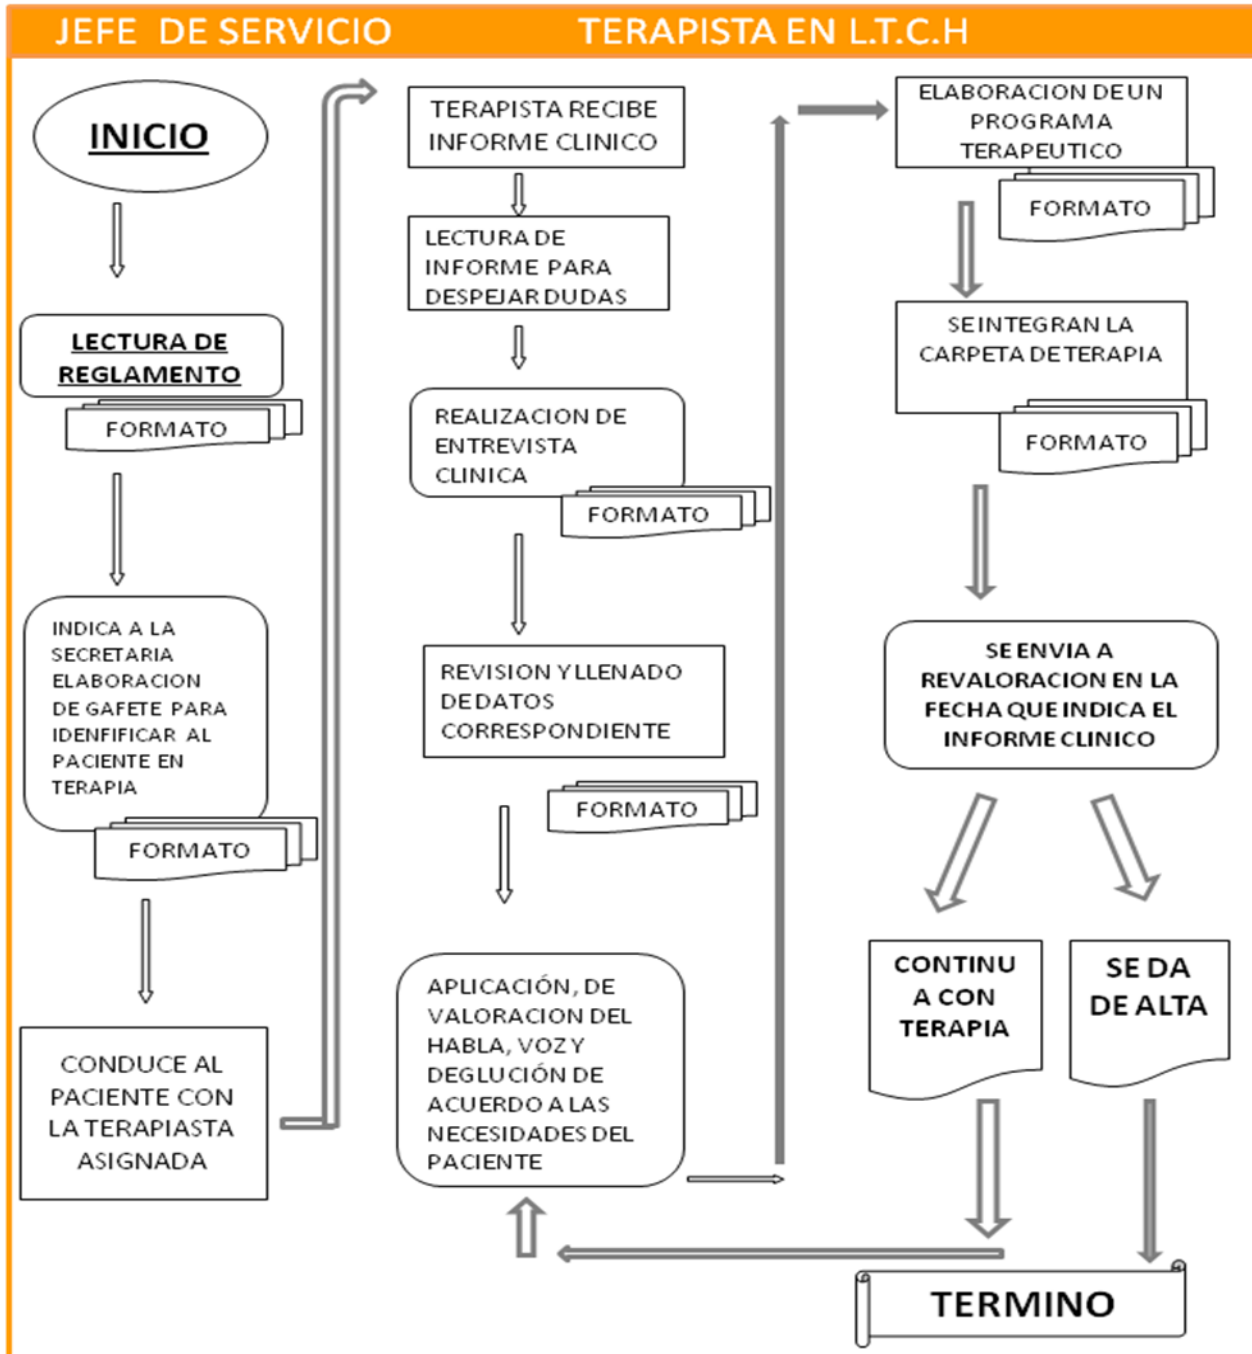 JEFE DE SERVICIO
TERAPISTA EN L.T.C.H
INICIO
LECTURA DE
REGLAMENTO
FORMATO
INDICA A LA
SECRETARIA
ELABORACION
DE GAFETE PARA
IDENFIFICAR AL
PACIENTE EN
TERAPIA
FORMATO
CONDUCE AL
PACIENTE CON
LA TERAPIASTA
ASIGNADA
TERAPISTA RECIBE
INFORME CLINICO
LECTURA DE
INFORME PARA
DESPEJAR DUDAS
REALIZACION DE
ENTREVISTA
CLINICA
FORMATO
REVISION Y LLENADO
DE DATOS
CORRESPONDIENTE
FORMATO
APLICACIÓN, DE
VALORACION DEL
HABLA, VOZ Y
DEGLUCIÓN DE
ACUERDO A LAS
NECESIDADES DEL
PACIENTE
ELABORACION DE UN
PROGRAMA
TERAPEUTICO
FORMATO
SE INTEGRAN LA
CARPETA DE TERAPIA
FORMATO
SE ENVIA A
REVALORACION EN LA
FECHA QUE INDICA EL
INFORME CLINICO
CONTINU
A CON
TERAPIA
SE DA
DE ALTA
TERMINO